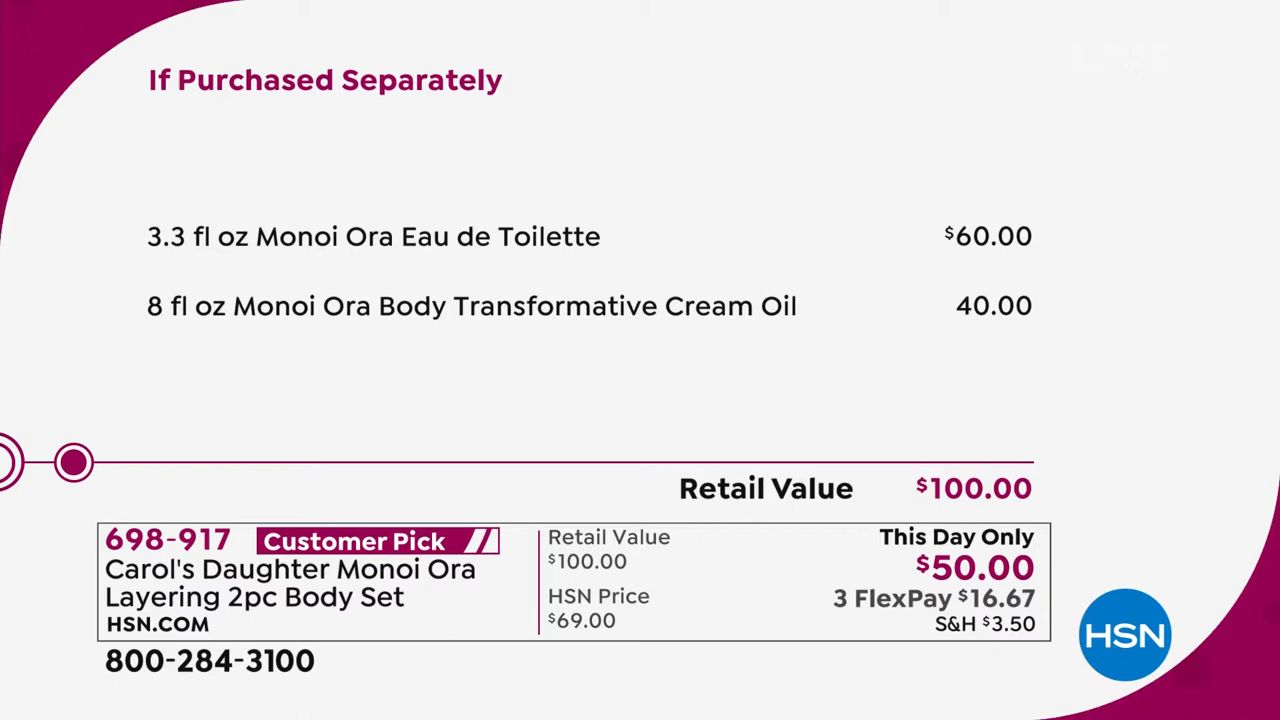 If Purchased Separately
3.3 fl oz Monoi Ora Eau de Toilette $60.00
8 fl oz Monoi Ora Body Transformative Cream Oil 40.00
Retail Value $100.00
698-917 Customer Pick
Carol's Daughter Monoi Ora
Layering 2pc Body Set
HSN.COM
Retail Value
$100.00
HSN Price
$69.00
This Day Only
$50.00
3 FlexPay $16.67
S&H $3.50
800-284-3100
HSN